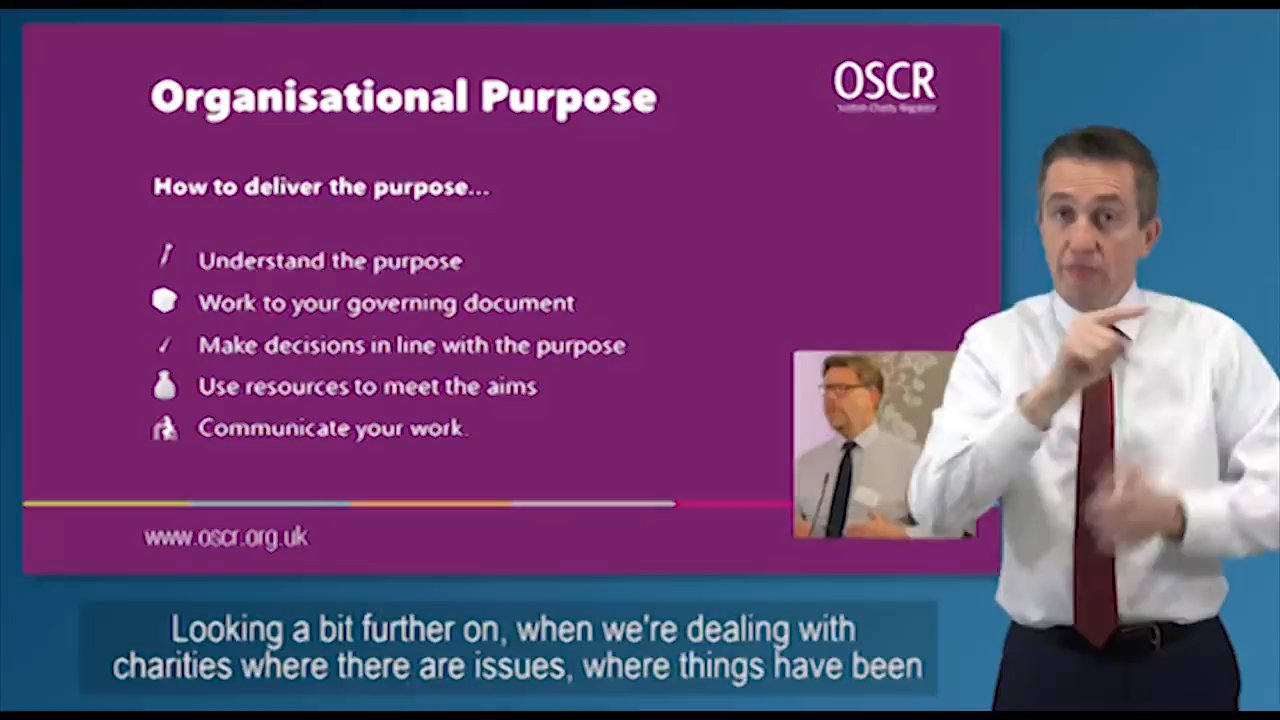 Organisational Purpose
OSCR
Scottish Charity Regulator
How to deliver the purpose...
Understand the purpose
Work to your governing document
Make decisions in line with the purpose
Use resources to meet the aims
Communicate your work.
www.oscr.org.uk
Looking a bit further on, when we're dealing with
charities where there are issues, where things have been